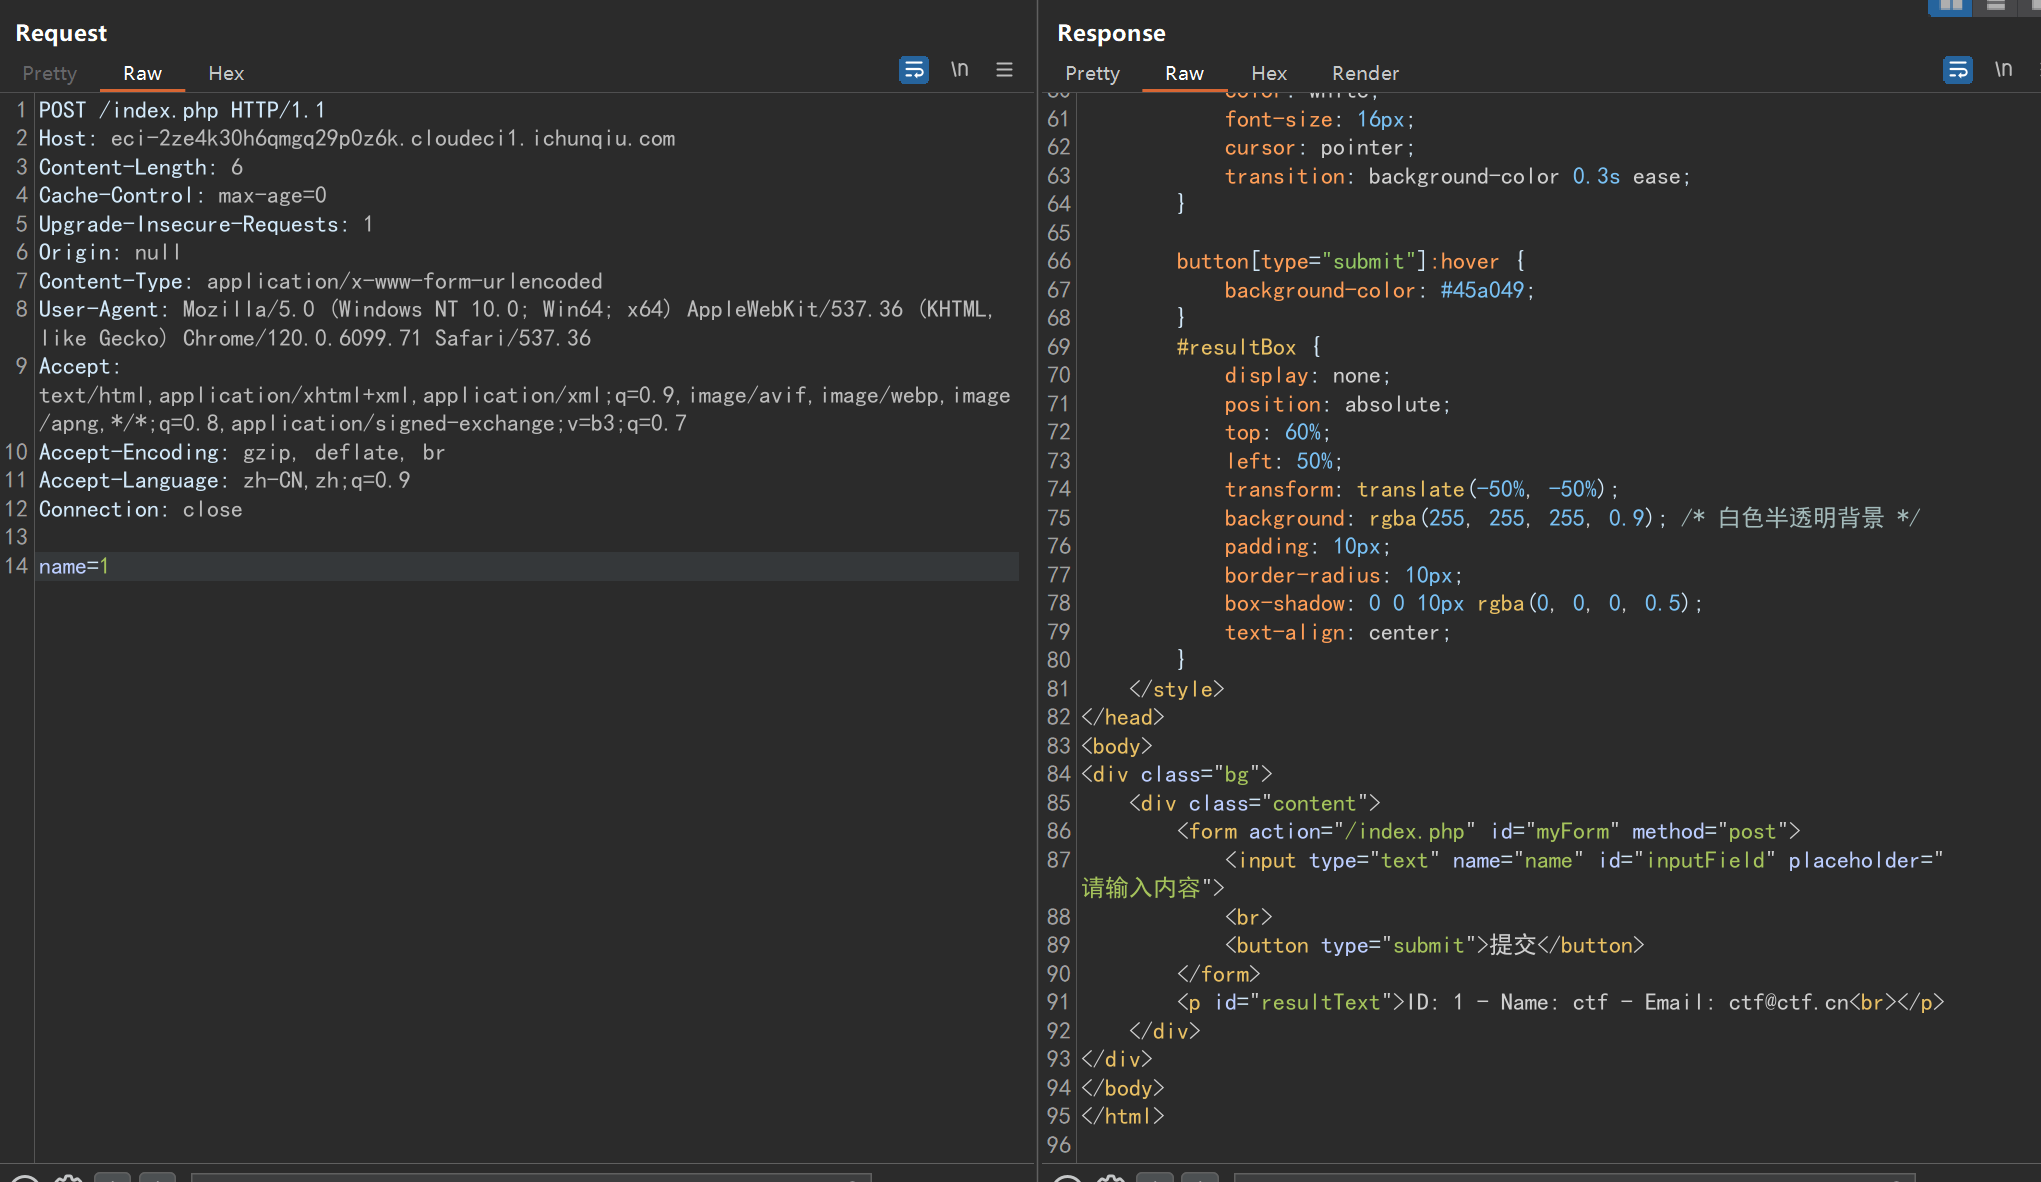 Request
Pretty Raw Hex
\n
1 POST /index.php HTTP/1.1
2 Host: eci-2ze4k30h6qmgq29p0z6k.cloudeci1.ichunqiu.com
3 Content-Length: 6
4 Cache-Control: max-age=0
5 Upgrade-Insecure-Requests: 1
6 Origin: null
7 Content-Type: application/x-www-form-urlencoded
8 User-Agent: Mozilla/5.0 (Windows NT 10.0; Win64; x64) AppleWebKit/537.36 (KHTML,
like Gecko) Chrome/120.0.6099.71 Safari/537.36
9 Accept:
text/html,application/xhtml+xml,application/xml;q=0.9,image/avif,image/webp,image
/apng,*/*;q=0.8,application/signed-exchange;v=b3;q=0.7
10 Accept-Encoding: gzip, deflate, br
11 Accept-Language: zh-CN,zh;q=0.9
12 Connection: close
13
14 name=1
Response
Pretty Raw Hex Render
\n
60 color: white;
61 font-size: 16px;
62 cursor: pointer;
63 transition: background-color 0.3s ease;
64 }
65
66 button[type="submit"]:hover {
67 background-color: #45a049;
68 }
69 #resultBox {
70 display: none;
71 position: absolute;
72 top: 60%;
73 left: 50%;
74 transform: translate(-50%, -50%);
75 background: rgba(255, 255, 255, 0.9); /* 白色半透明背景 */
76 padding: 10px;
77 border-radius: 10px;
78 box-shadow: 0 0 10px rgba(0, 0, 0, 0.5);
79 text-align: center;
80 }
81 </style>
82 </head>
83 <body>
84 <div class="bg">
85 <div class="content">
86 <form action="/index.php" id="myForm" method="post">
87 <input type="text" name="name" id="inputField" placeholder="
请输入内容">
88 <br>
89 <button type="submit">提交</button>
90 </form>
91 <p id="resultText">ID: 1 - Name: ctf - Email: ctf@ctf.cn<br></p>
92 </div>
93 </div>
94 </body>
95 </html>
96